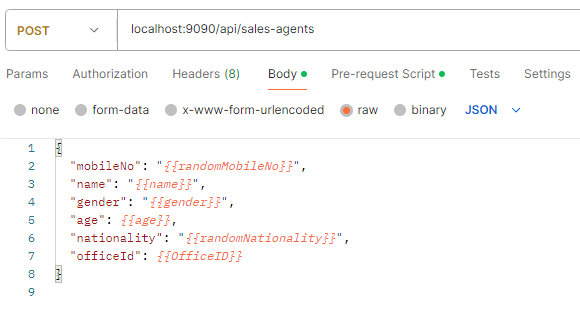 POST localhost:9090/api/sales-agents
Params Authorization Headers (8) Body Pre-request Script Tests Settings
none form-data x-www-form-urlencoded raw binary JSON
1 {
2 "mobileNo": "{{randomMobileNo}}",
3 "name": "{{name}}",
4 "gender": "{{gender}}",
5 "age": {{age}},
6 "nationality": "{{randomNationality}}",
7 "officeId": {{OfficeID}}
8 }
9